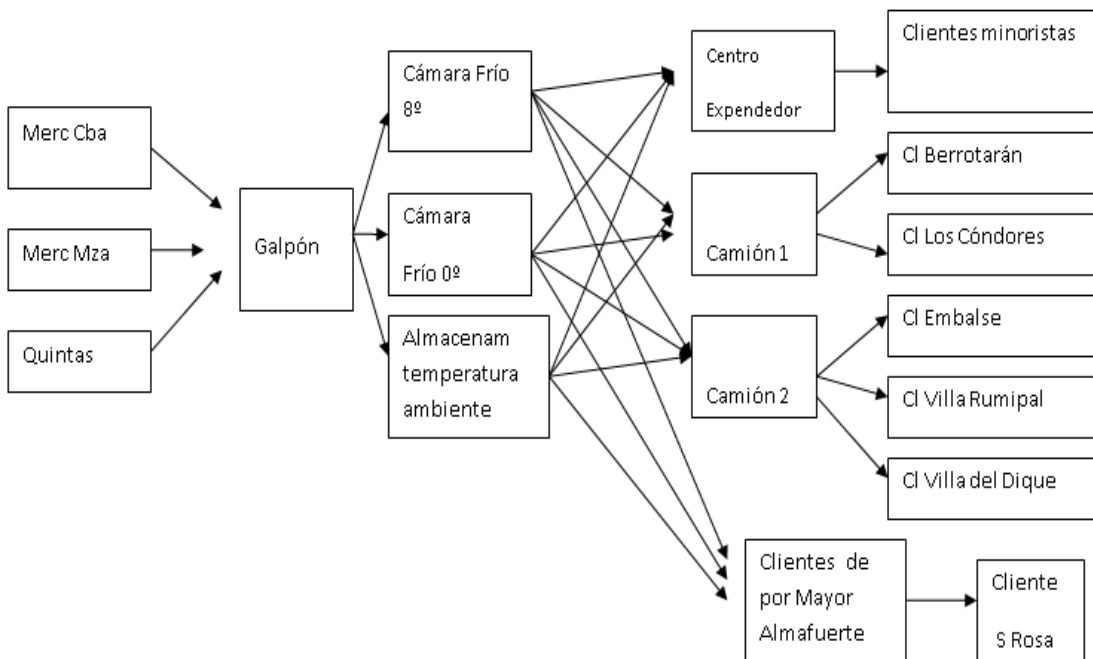 Merc Cba
Merc Mza
Quintas
Galpón
Cámara Frío
8º
Cámara
Frío 0º
Almacenam
temperatura
ambiente
Centro
Expendedor
Camión 1
Camión 2
Clientes de
por Mayor
Almafuerte
Clientes minoristas
Cl Berrotarán
Cl Los Cóndores
Cl Embalse
Cl Villa Rumipal
Cl Villa del Dique
Cliente
S Rosa